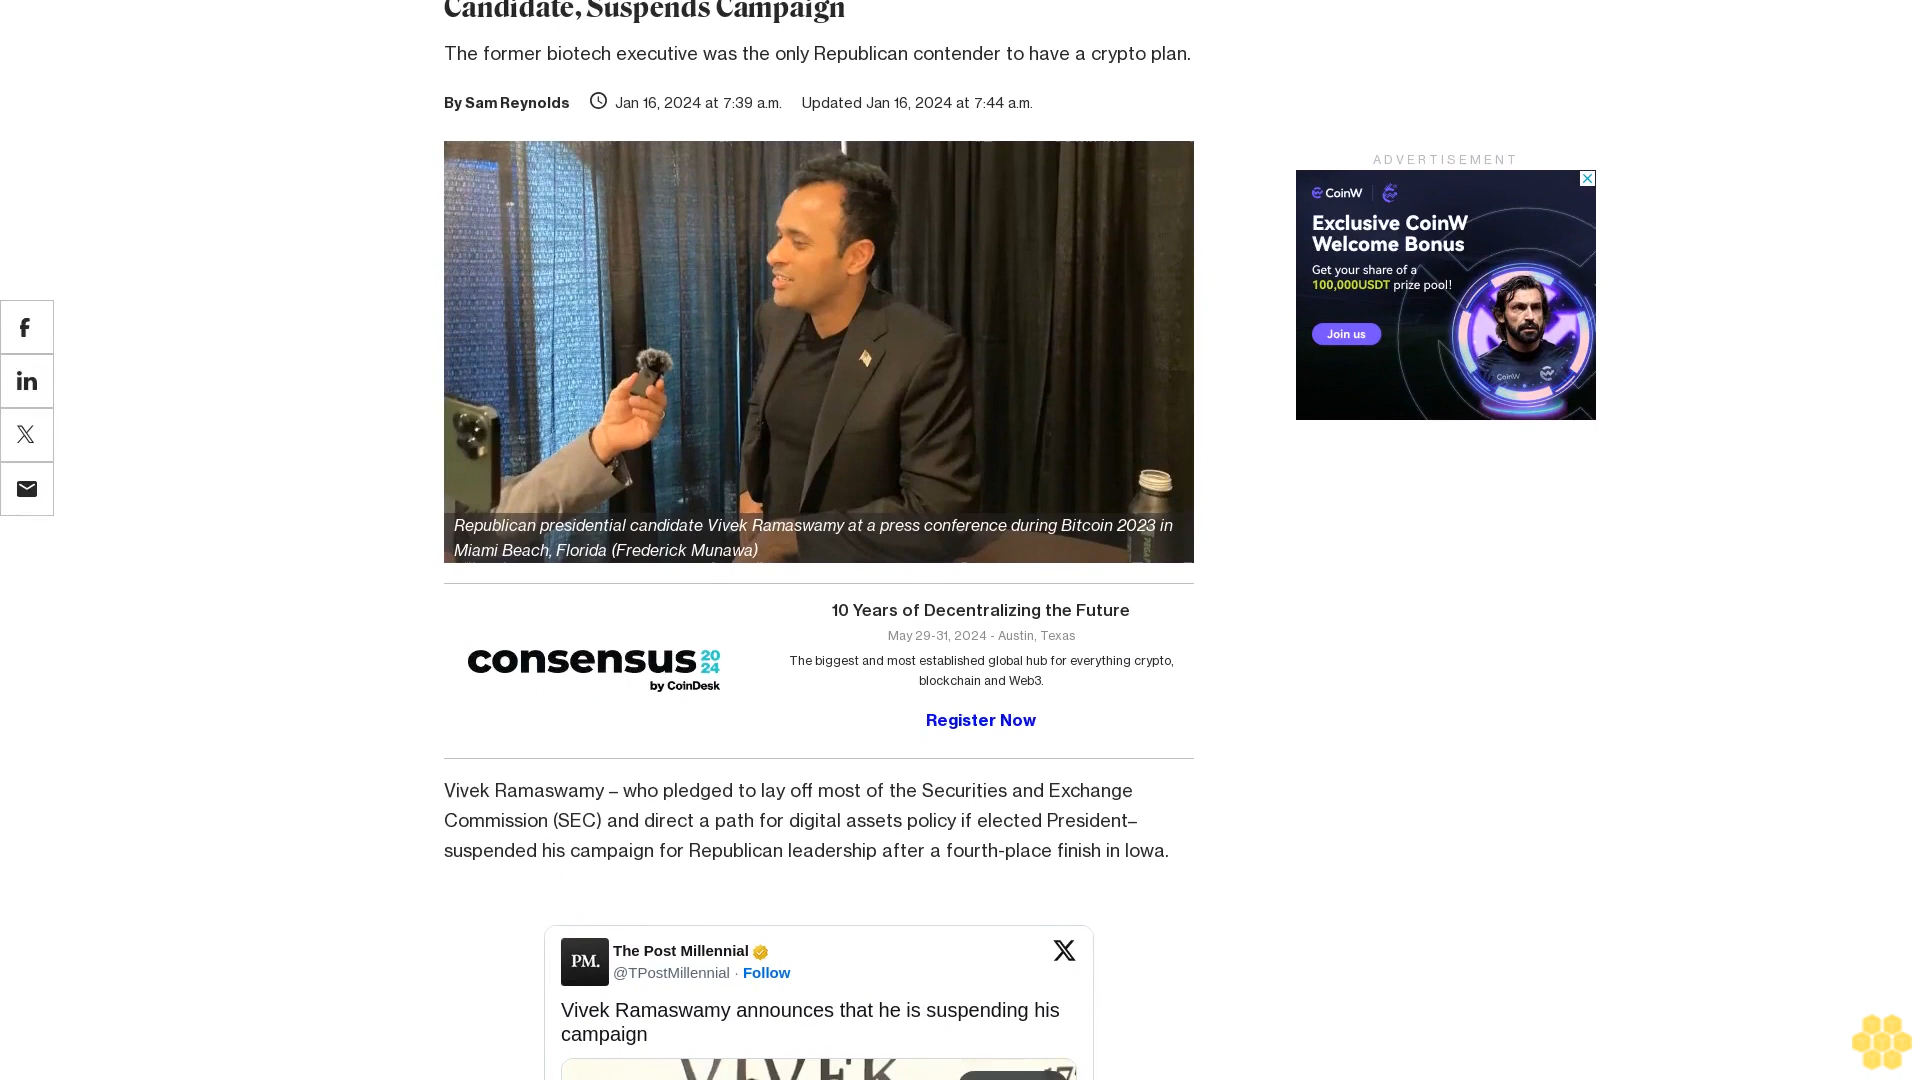 Candidate, Suspends Campaign
The former biotech executive was the only Republican contender to have a crypto plan.
By Sam Reynolds Jan 16, 2024 at 7:39 a.m. Updated Jan 16, 2024 at 7:44 a.m.
Republican presidential candidate Vivek Ramaswamy at a press conference during Bitcoin 2023 in
Miami Beach, Florida (Frederick Munawa)
ADVERTISEMENT
CoinW
Exclusive CoinW
Welcome Bonus
Get your share of a
100,000USDT prize pool!
Join us
CoinW
f
in
X
consensus 2024
by CoinDesk
10 Years of Decentralizing the Future
May 29-31, 2024 - Austin, Texas
The biggest and most established global hub for everything crypto,
blockchain and Web3.
Register Now
Vivek Ramaswamy – who pledged to lay off most of the Securities and Exchange
Commission (SEC) and direct a path for digital assets policy if elected President–
suspended his campaign for Republican leadership after a fourth-place finish in Iowa.
PM.
The Post Millennial
@TPostMillennial · Follow
X
Vivek Ramaswamy announces that he is suspending his
campaign
VIVEK